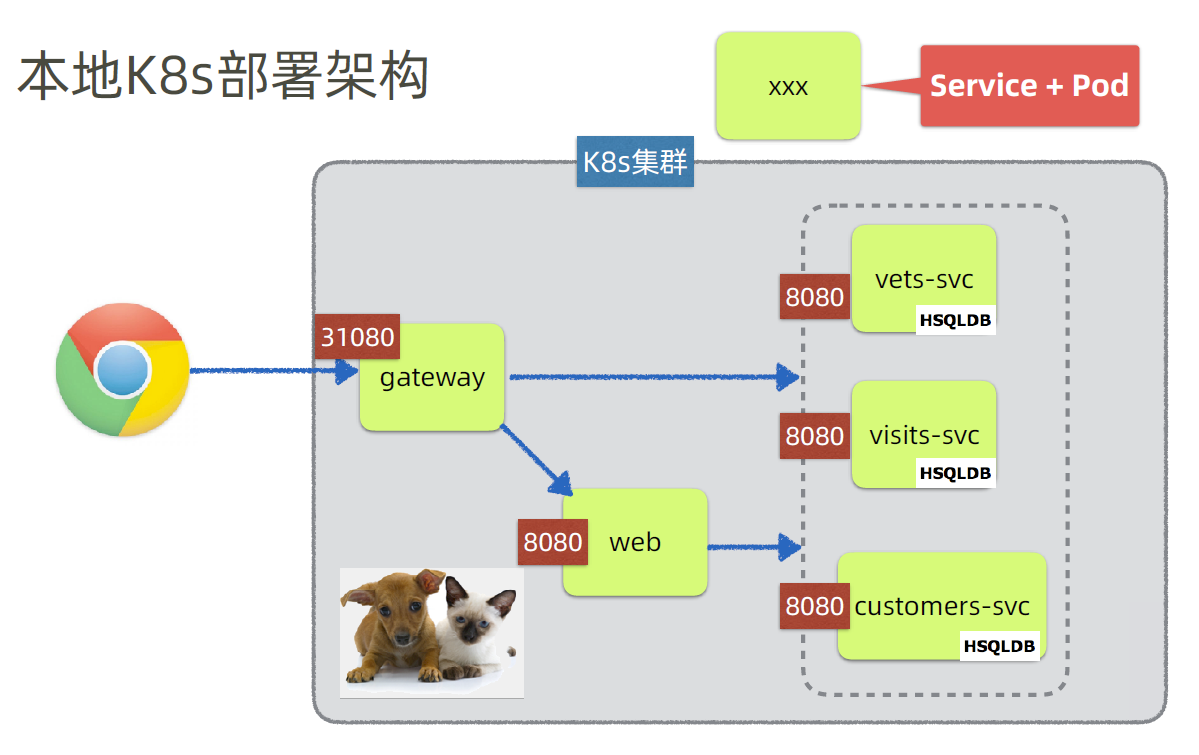 本地K8s部署架构
xxx
Service + Pod
K8s集群
31080
gateway
8080
vets-svc
HSQLDB
8080
visits-svc
HSQLDB
8080
web
8080
customers-svc
HSQLDB